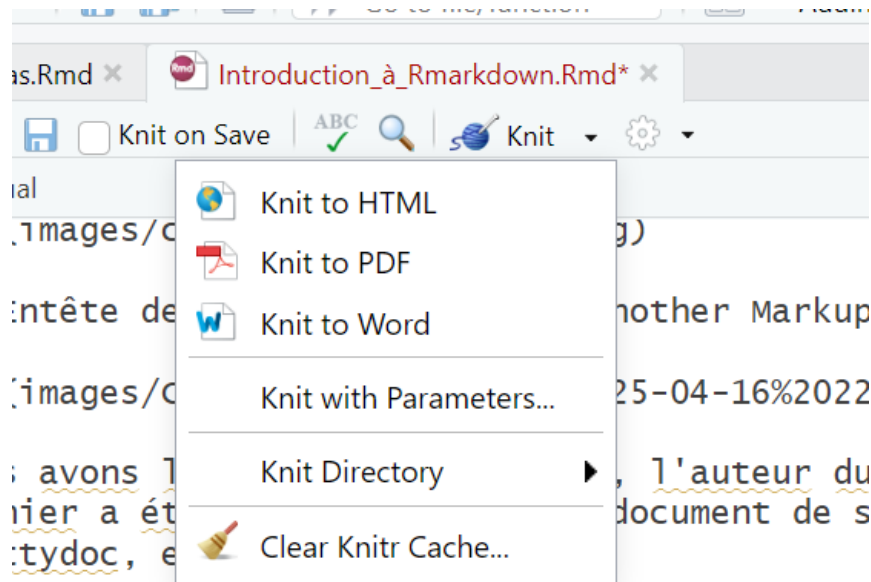 as.Rmd
Introduction_à_Rmarkdown.Rmd*
Knit on Save ABC Knit
Knit to HTML
(images/c g)
Knit to PDF
Entête de nother Markup
Knit to Word
(images/c 25-04-16%2022
Knit with Parameters...
avons l , l'auteur du
Knit Directory
nier a ét document de s
ttydoc, e
Clear Knitr Cache...